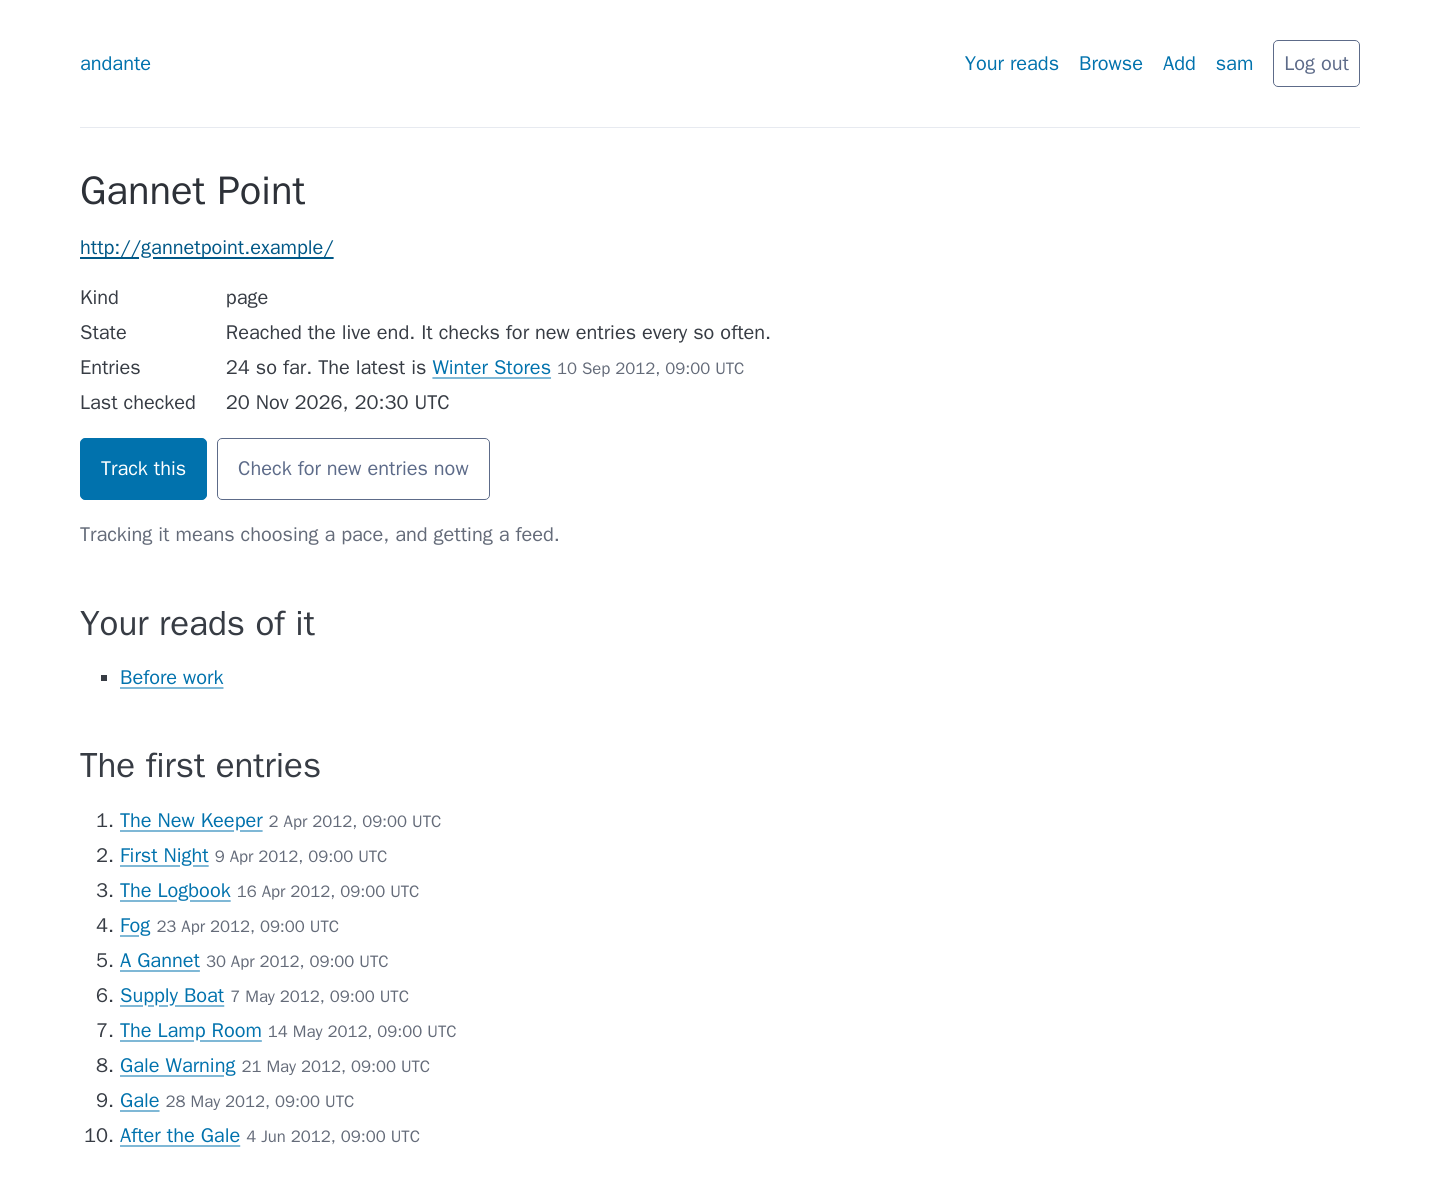 andante
Your reads Browse Add sam Log out
Gannet Point
http://gannetpoint.example/
Kind page
State Reached the live end. It checks for new entries every so often.
Entries 24 so far. The latest is Winter Stores 10 Sep 2012, 09:00 UTC
Last checked 20 Nov 2026, 20:30 UTC
Track this Check for new entries now
Tracking it means choosing a pace, and getting a feed.
Your reads of it
Before work
The first entries
1. The New Keeper 2 Apr 2012, 09:00 UTC
2. First Night 9 Apr 2012, 09:00 UTC
3. The Logbook 16 Apr 2012, 09:00 UTC
4. Fog 23 Apr 2012, 09:00 UTC
5. A Gannet 30 Apr 2012, 09:00 UTC
6. Supply Boat 7 May 2012, 09:00 UTC
7. The Lamp Room 14 May 2012, 09:00 UTC
8. Gale Warning 21 May 2012, 09:00 UTC
9. Gale 28 May 2012, 09:00 UTC
10. After the Gale 4 Jun 2012, 09:00 UTC